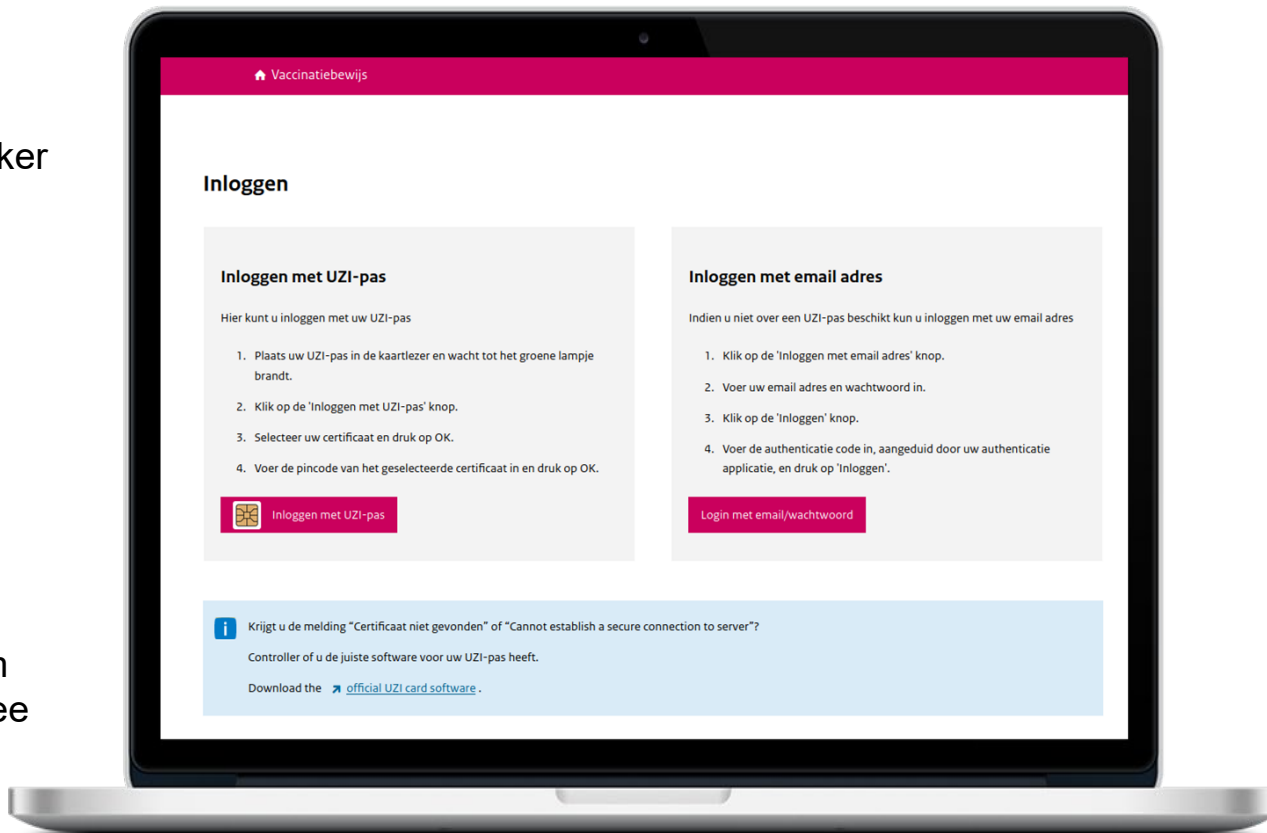 Vaccinatiebewijs
ker
Inloggen
Inloggen met UZI-pas
Hier kunt u inloggen met uw UZI-pas
1. Plaats uw UZI-pas in de kaartlezer en wacht tot het groene lampje
brandt.
2. Klik op de 'Inloggen met UZI-pas' knop.
3. Selecteer uw certificaat en druk op OK.
4. Voer de pincode van het geselecteerde certificaat in en druk op OK.
Inloggen met UZI-pas
Inloggen met email adres
Indien u niet over een UZI-pas beschikt kun u inloggen met uw email adres
1. Klik op de 'Inloggen met email adres' knop.
2. Voer uw email adres en wachtwoord in.
3. Klik op de 'Inloggen' knop.
4. Voer de authenticatie code in, aangeduid door uw authenticatie
applicatie, en druk op 'Inloggen'.
Login met email/wachtwoord
i Krijgt u de melding “Certificaat niet gevonden” of “Cannot establish a secure connection to server”?
Controller of u de juiste software voor uw UZI-pas heeft.
Download the official UZI card software .
ee